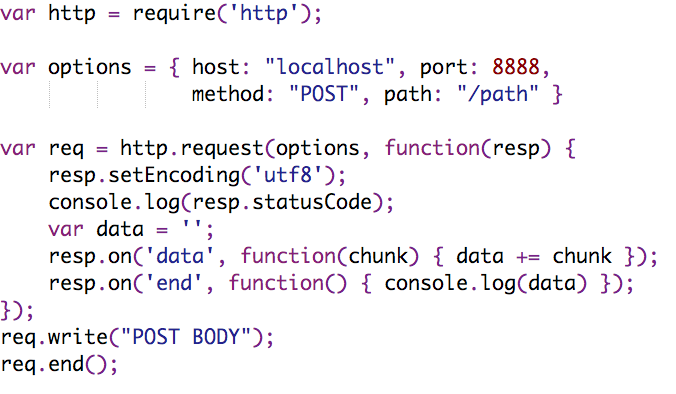 var http = require('http');
var options = { host: "localhost", port: 8888,
method: "POST", path: "/path" }
var req = http.request(options, function(resp) {
resp.setEncoding('utf8');
console.log(resp.statusCode);
var data = '';
resp.on('data', function(chunk) { data += chunk });
resp.on('end', function() { console.log(data) });
});
req.write("POST BODY");
req.end();